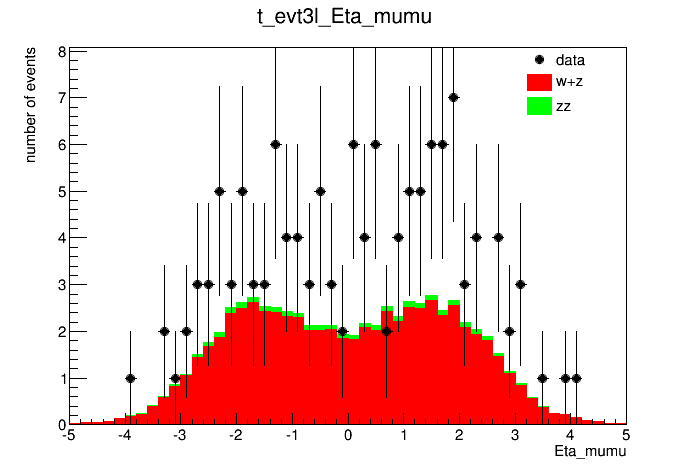 t_evt3l_Eta_mumu
number of events
8
7
6
5
4
3
2
1
0
data
w+z
zz
-5 -4 -3 -2 -1 0 1 2 3 4 5
Eta_mumu